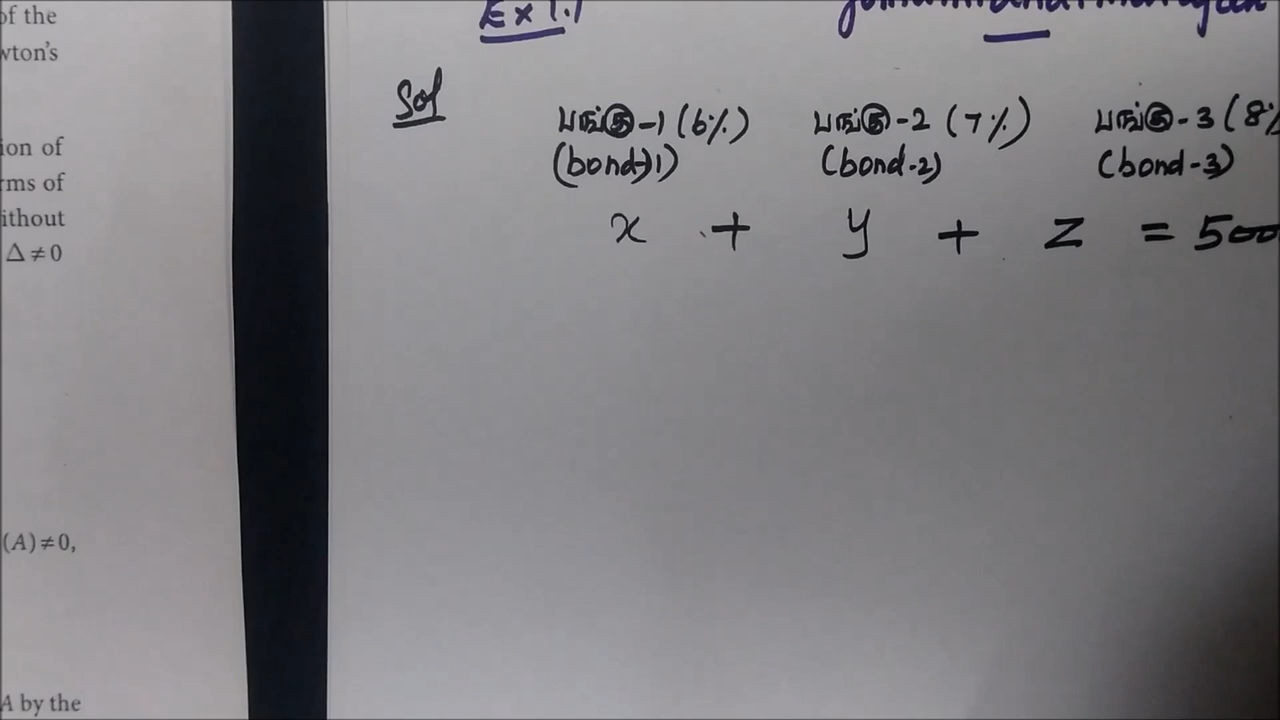 of the
wton's
ion of
rms of
ithout
Δ≠0
(A)≠0,
A by the
Ex 1.1
Sol
பங்கு-1 (6%) பங்கு-2 (7%) பங்கு-3 (8%
(bond-1) (bond-2) (bond-3)
x + y + z = 500